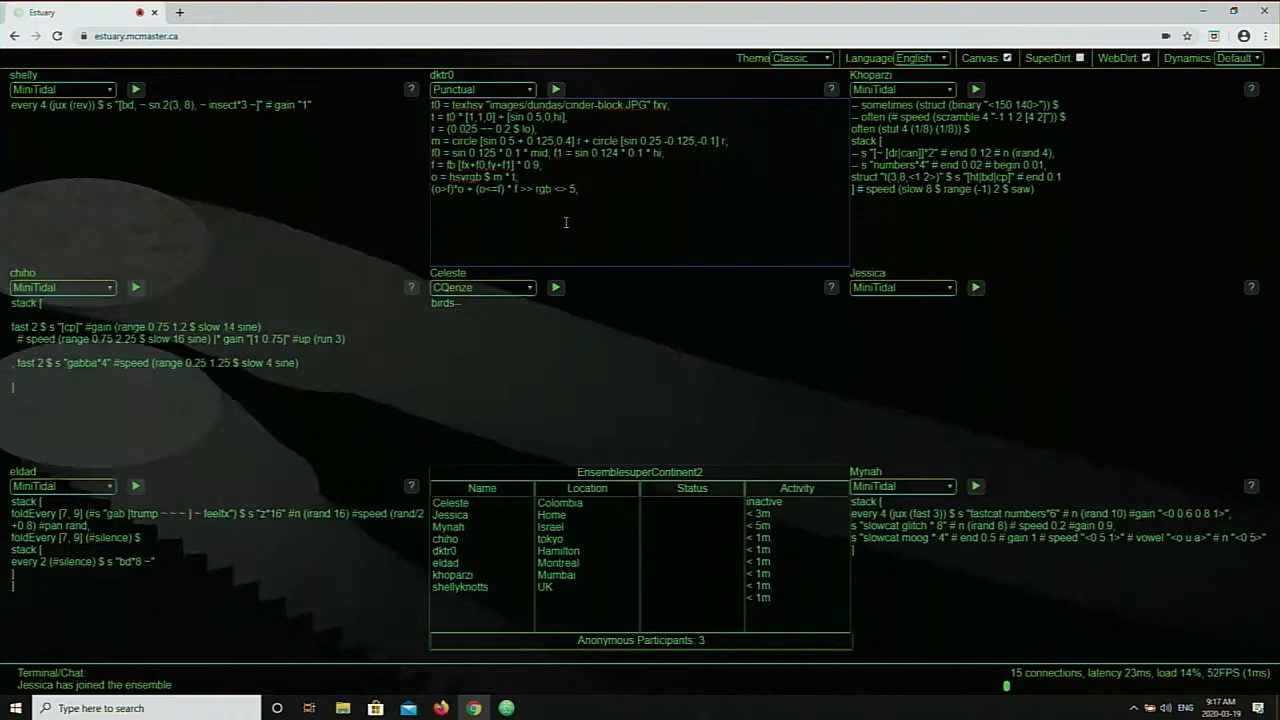 Estuary
estuary.mcmaster.ca
Theme Classic Language English Canvas SuperDirt: WebDirt: Dynamics Default
shelly
MiniTidal
?
every 4 (jux (rev)) $ s "[bd, ~ sn:2(3, 8), ~ insect*3 ~]" # gain "1"
dktr0
Punctual
?
t0 = texhsv "images/dundas/cinder-block.JPG" fxy;
t = t0 * [1,1,0] + [sin 0.5,0,hi];
r = (0.025 ~~ 0.2 $ lo);
m = circle [sin 0.5 + 0.125,0.4] r + circle [sin 0.25 -0.125,-0.1] r;
f0 = sin 0.125 * 0.1 * mid; f1 = sin 0.124 * 0.1 * hi;
f = fb [fx+f0,fy+f1] * 0.9;
o = hsvrgb $ m * t;
(o>f)*o + (o<=f) * f >> rgb <> 5;
Khoparzi
MiniTidal
?
-- sometimes (struct (binary "<150 140>")) $
-- often (# speed (scramble 4 "-1 1 2 [4 2]")) $
often (stut 4 (1/8) (1/8)) $
stack [
-- s "[~ [dr|can]]*2" # end 0.12 # n (irand 4),
-- s "numbers*4" # end 0.02 # begin 0.01,
struct "t(3,8,<1 2>)" $ s "[ht|bd|cp]" # end 0.1
] # speed (slow 8 $ range (-1) 2 $ saw)
chiho
MiniTidal
?
stack [
fast 2 $ s "[cp]" #gain (range 0.75 1.2 $ slow 14 sine)
# speed (range 0.75 2.25 $ slow 16 sine) |* gain "[1 0.75]" #up (run 3)
, fast 2 $ s "gabba*4" #speed (range 0.25 1.25 $ slow 4 sine)
]
Celeste
CQenze
?
birds--
Jessica
MiniTidal
?
eldad
MiniTidal
?
stack [
foldEvery [7, 9] (#s "gab [trump ~ ~ ~ ] ~ feelfx") $ s "z*16" #n (irand 16) #speed (rand/2
+0.8) #pan rand,
foldEvery [7, 9] (#silence) $
stack [
every 2 (#silence) $ s "bd*8 ~"
]
]
EnsemblesuperContinent2
Name Location Status Activity
Celeste Colombia inactive
Jessica Home < 3m
Mynah Israel < 5m
chiho tokyo < 1m
dktr0 Hamilton < 1m
eldad Montreal < 1m
khoparzi Mumbai < 1m
shellyknotts UK < 1m
< 1m
Anonymous Participants: 3
Mynah
MiniTidal
?
stack [
every 4 (fast 3) $ s "fastcat numbers*6" # n (irand 10) #gain "<0 0.6 0.8 1>",
s "slowcat glitch * 8" # n (irand 8) # speed 0.2 #gain 0.9,
s "slowcat moog * 4" # end 0.5 # gain 1 # speed "<0.5 1>" # vowel "<o u a>" # n "<0 5>"
]
Terminal/Chat:
Jessica has joined the ensemble
15 connections, latency 23ms, load 14%, 52FPS (1ms)
Type here to search
ENG
9:17 AM
2020-03-19